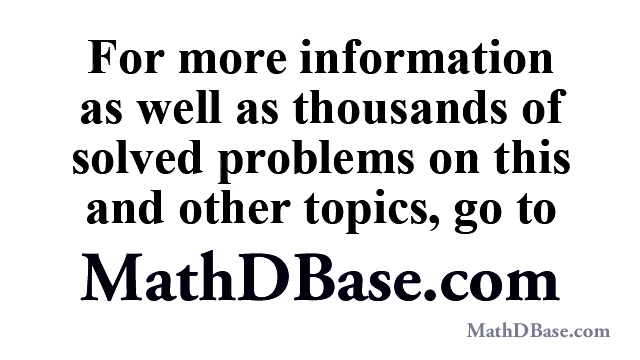 For more information
as well as thousands of
solved problems on this
and other topics, go to
MathDBase.com
MathDBase.com